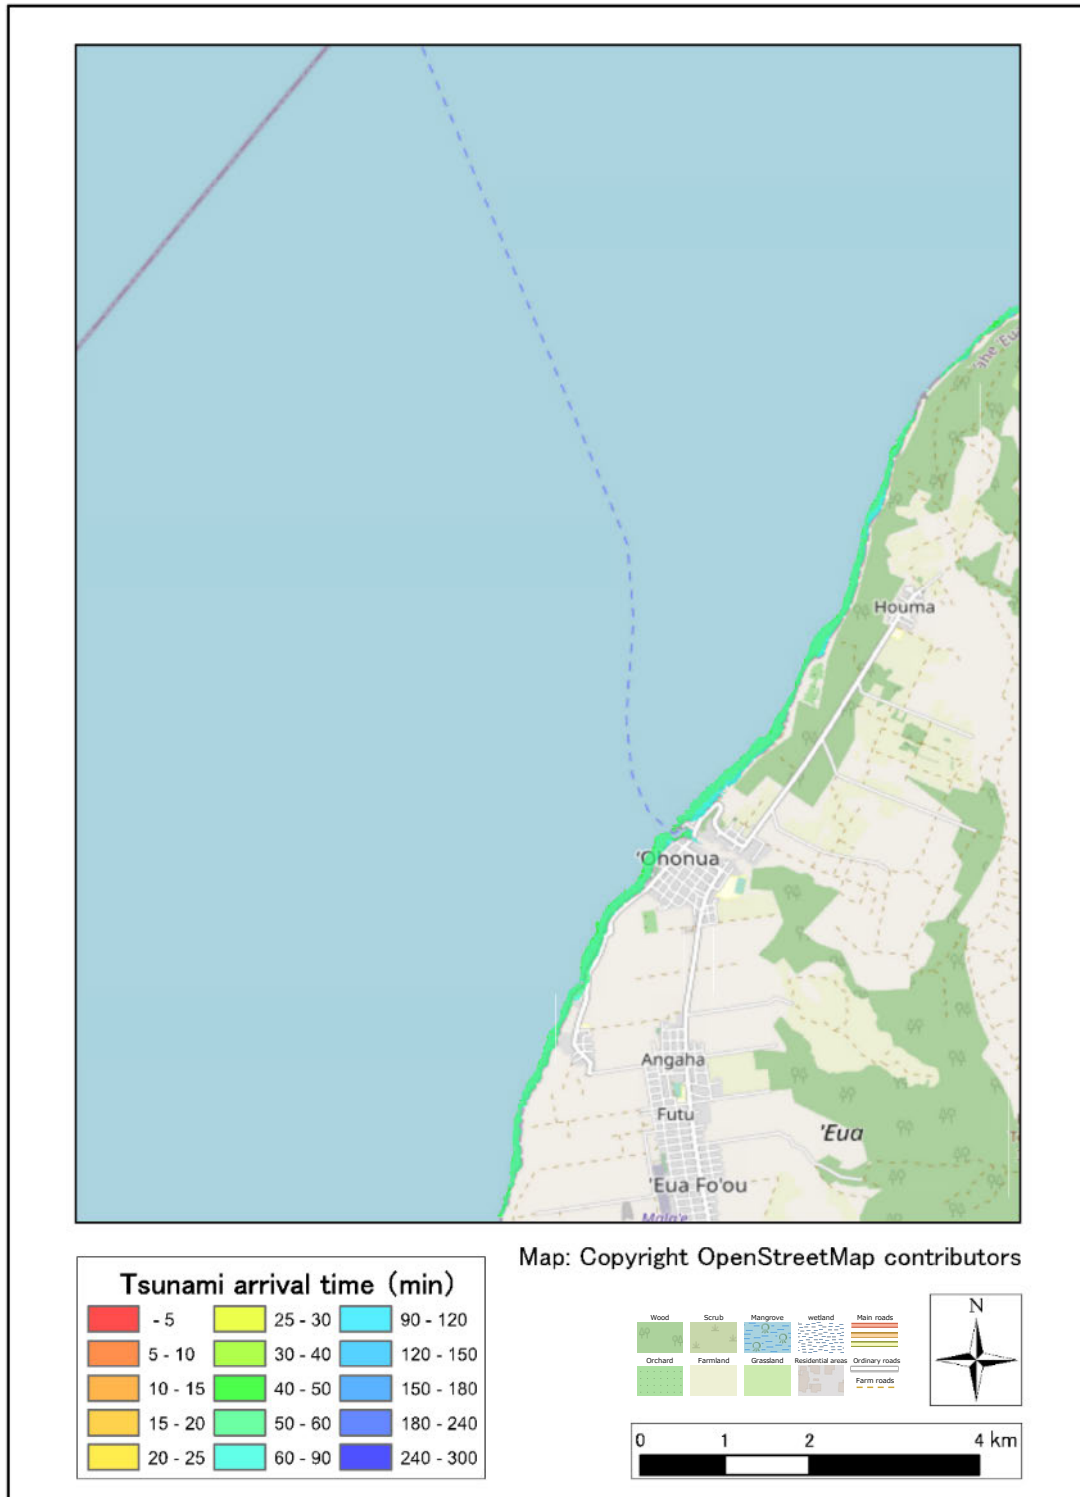 'ahe 'Eu
Houma
'Ohonua
Angaha
Futu
'Eua
'Eua Fo'ou
Mala'e
Map: Copyright OpenStreetMap contributors
Tsunami arrival time (min)
- 5 25 - 30 90 - 120
5 - 10 30 - 40 120 - 150
10 - 15 40 - 50 150 - 180
15 - 20 50 - 60 180 - 240
20 - 25 60 - 90 240 - 300
Wood Scrub Mangrove wetland Main roads
Orchard Farmland Grassland Residential areas Ordinary roads
Farm roads
N
0 1 2 4 km